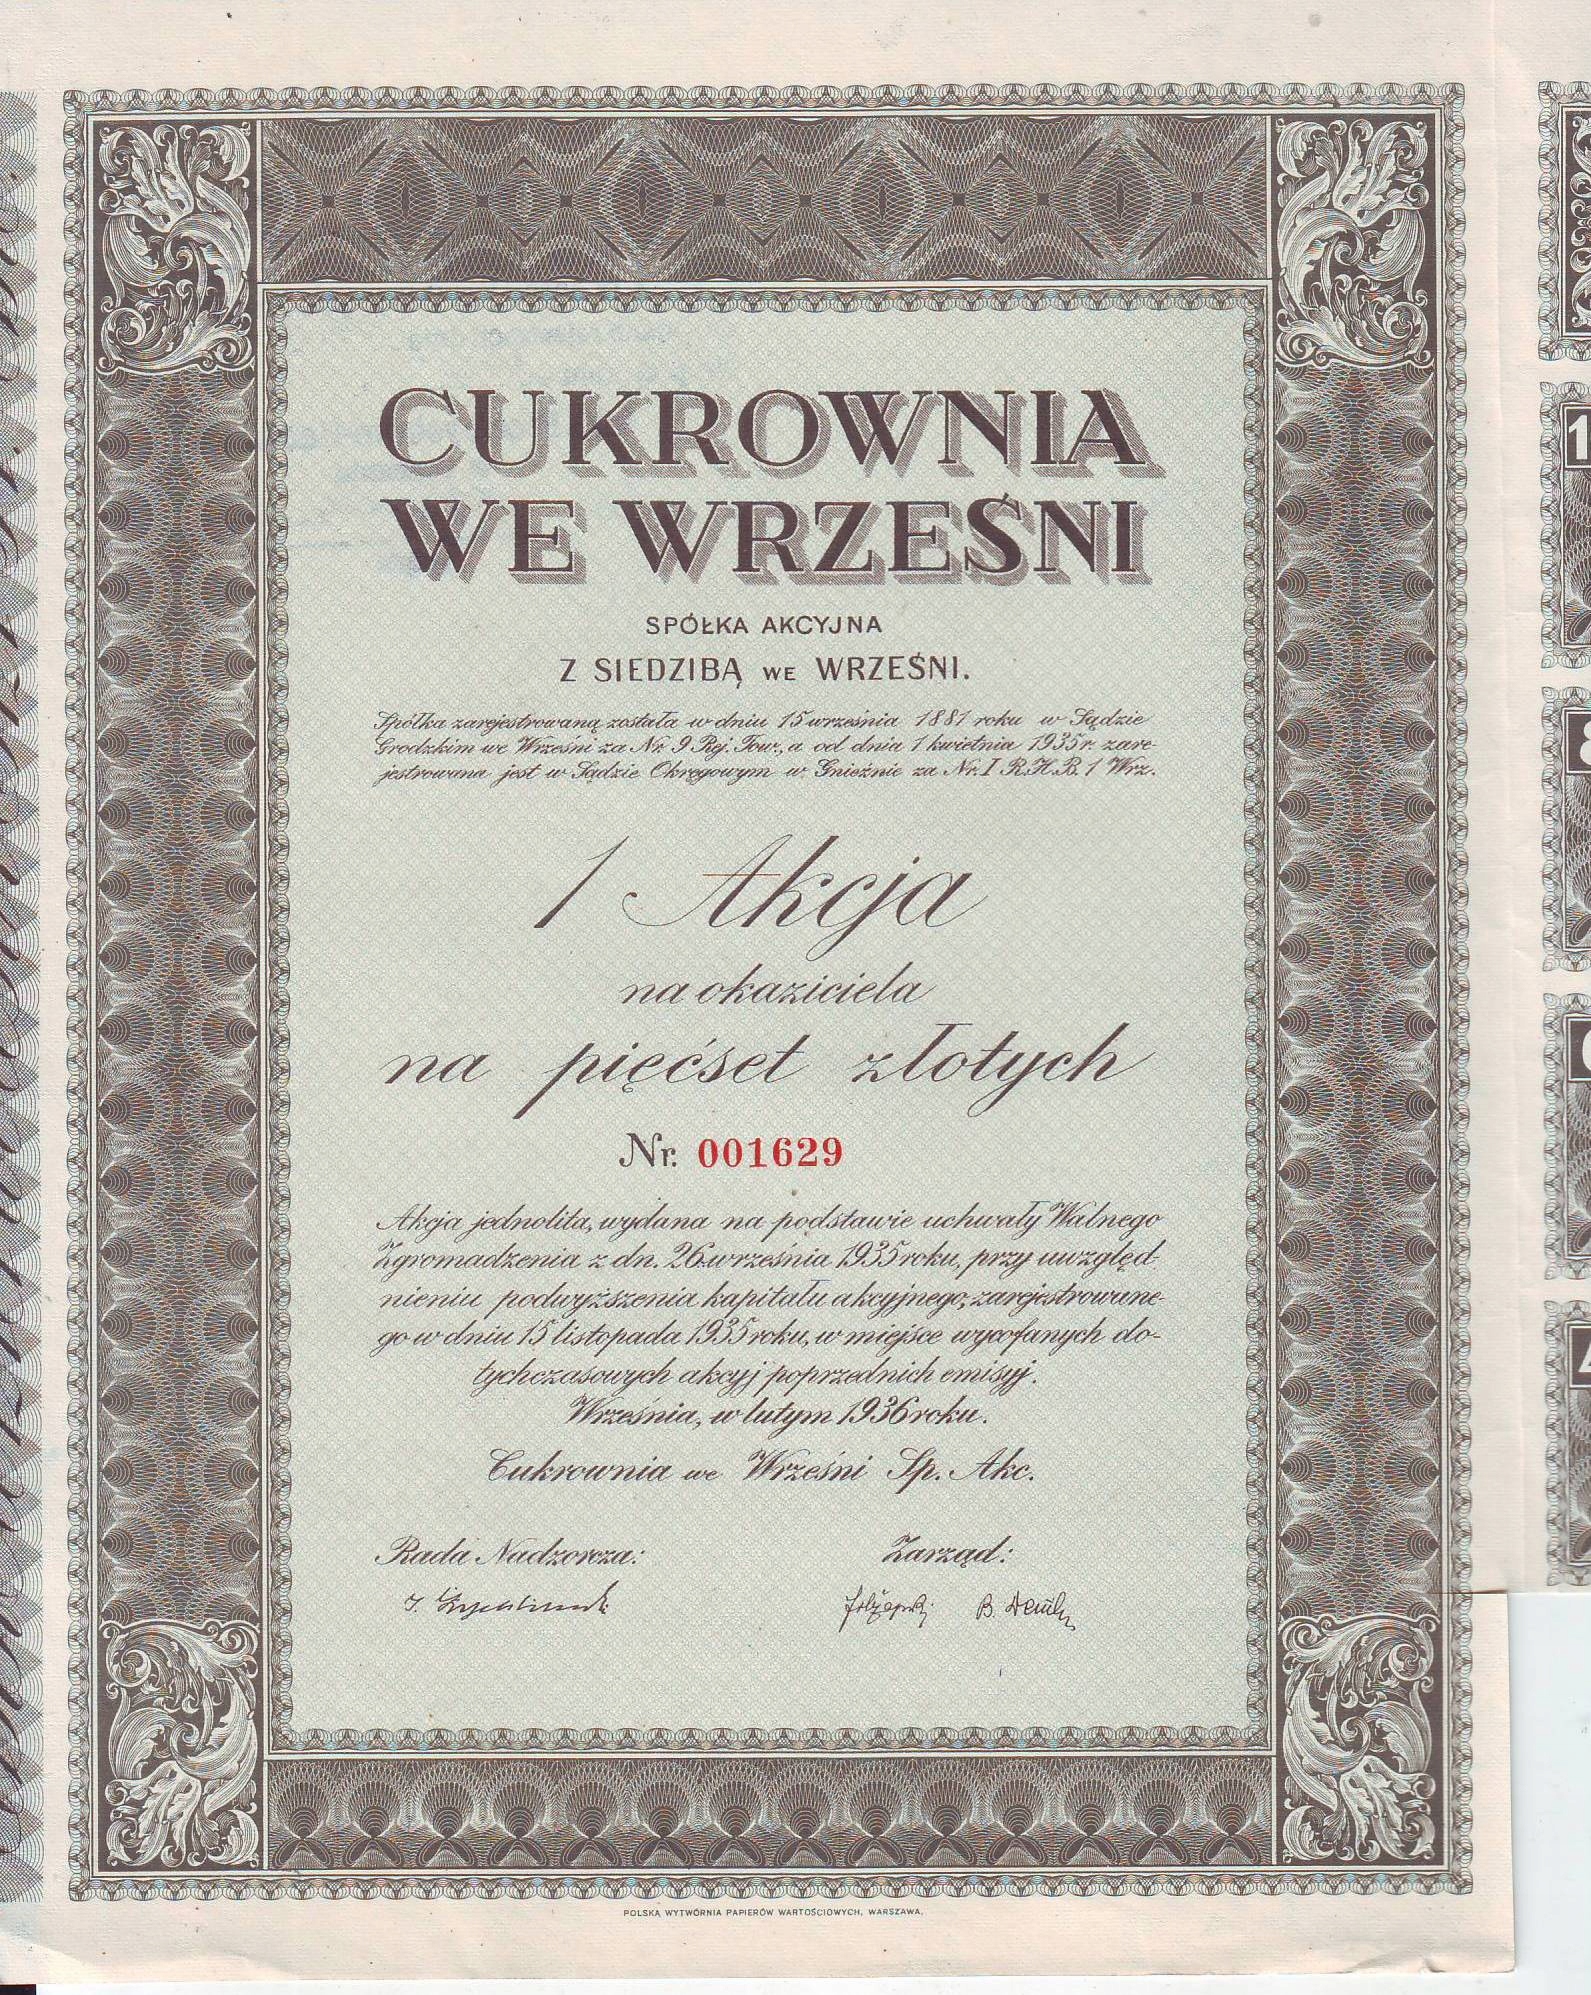 CUKROWNIA
WE WRZEŚNI
SPÓŁKA AKCYJNA
Z SIEDZIBĄ WE WRZEŚNI.
Spółka zarejestrowaną została w dniu 15 września 1881 roku w Sądzie
Grodzkim we Wrześni za Nr. 9 Rej. Tow., a od dnia 1 kwietnia 1935 r. zare-
jestrowana jest w Sądzie Okręgowym w Gnieźnie za Nr. I R.H.B. 1 Wrz.
1 Akcja
na okaziciela
na pięćset złotych
Nr. 001629
Akcja jednolita, wydana na podstawie uchwały Walnego
Zgromadzenia z dn. 26 września 1935 roku, przy uwzględ-
nieniu podwyższenia kapitału akcyjnego, zarejestrowane-
go w dniu 15 listopada 1935 roku, w miejsce wycofanych do-
tychczasowych akcyj poprzednich emisyj.
Września, w lutym 1936 roku.
Cukrownia we Wrześni Sp. Akc.
Rada Nadzorcza: Zarząd:
POLSKA WYTWÓRNIA PAPIERÓW WARTOŚCIOWYCH, WARSZAWA.